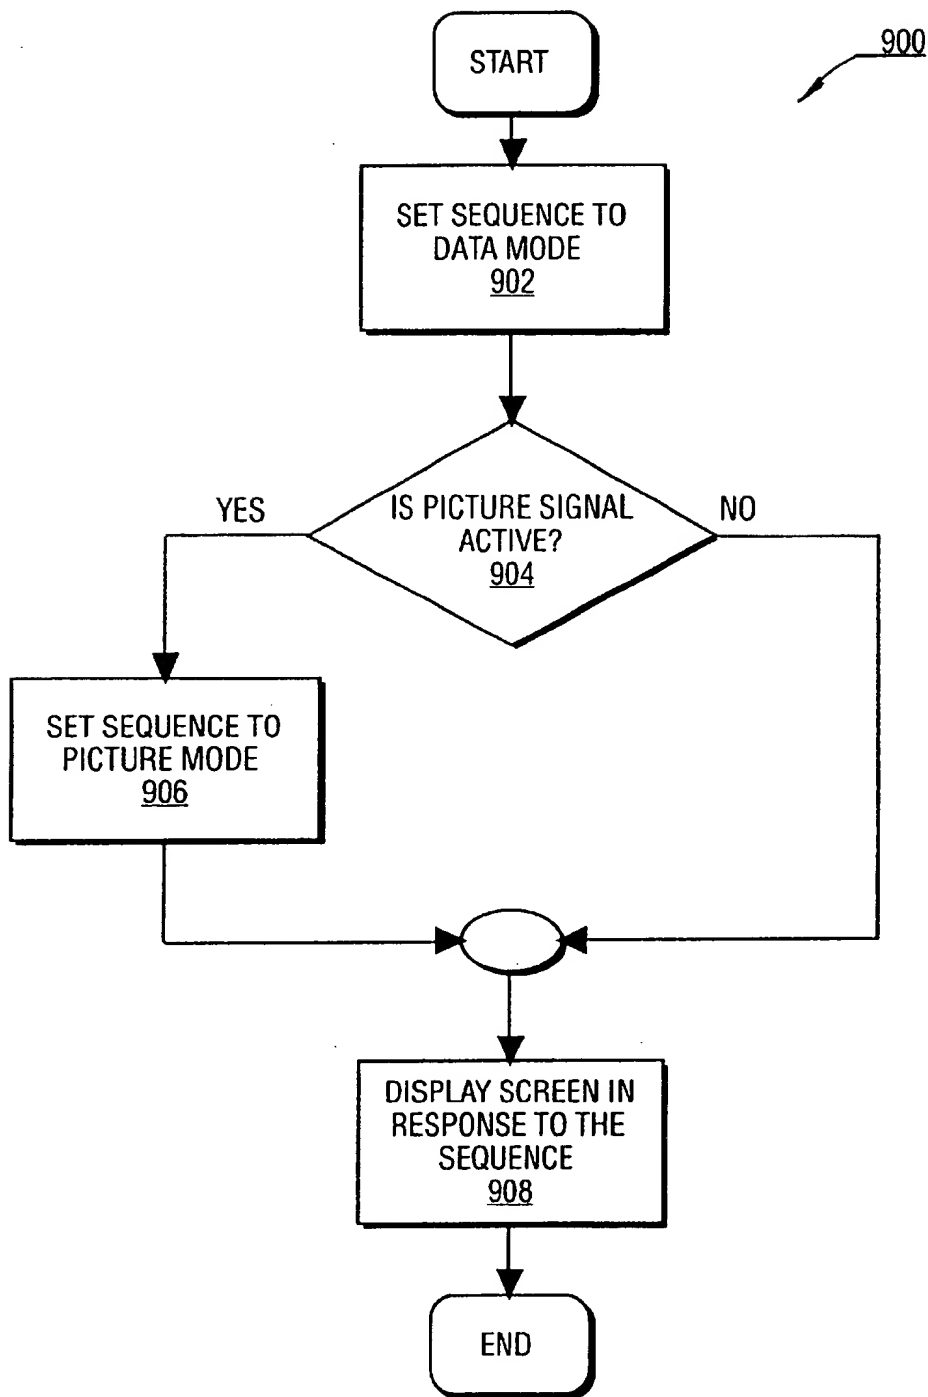 START
900
SET SEQUENCE TO
DATA MODE
902
YES
IS PICTURE SIGNAL
ACTIVE?
904
NO
SET SEQUENCE TO
PICTURE MODE
906
DISPLAY SCREEN IN
RESPONSE TO THE
SEQUENCE
908
END